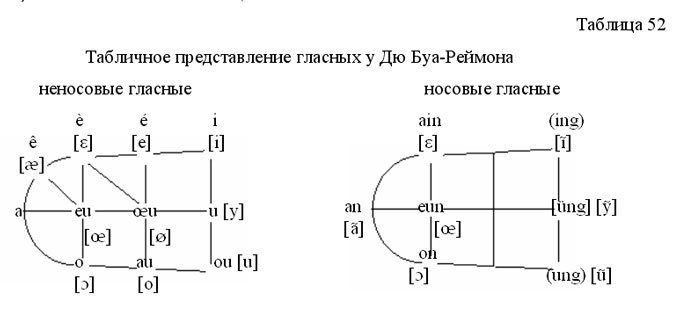 Таблица 52
Табличное представление гласных у Дю Буа-Реймона
неносовые гласные
носовые гласные
è é i
ê [ɛ] [e] [i]
[æ]
a eu œu u [y]
[œ] [ø]
o au ou [u]
[ɔ] [o]
ain (ing)
[ɛ] [ĩ]
an eun [üng] [ỹ]
[ã] [œ]
on
[ɔ] (ung) [ũ]